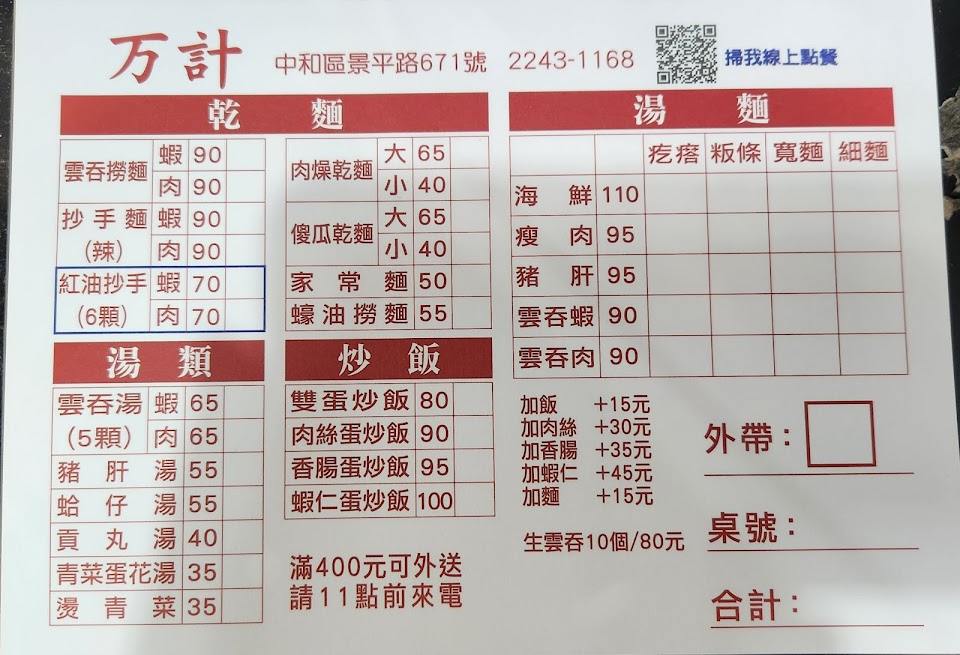 万計 中和區景平路671號 2243-1168 掃我線上點餐
乾麵
雲吞撈麵 蝦 90
肉 90
抄手麵(辣) 蝦 90
肉 90
紅油抄手(6顆) 蝦 70
肉 70
肉燥乾麵 大 65
小 40
傻瓜乾麵 大 65
小 40
家常麵 50
蠔油撈麵 55
湯麵
疙瘩 粄條 寬麵 細麵
海鮮 110
瘦肉 95
豬肝 95
雲吞蝦 90
雲吞肉 90
湯類
雲吞湯(5顆) 蝦 65
肉 65
豬肝湯 55
蛤仔湯 55
貢丸湯 40
青菜蛋花湯 35
燙青菜 35
炒飯
雙蛋炒飯 80
肉絲蛋炒飯 90
香腸蛋炒飯 95
蝦仁蛋炒飯 100
滿400元可外送
請11點前來電
加飯 +15元
加肉絲 +30元
加香腸 +35元
加蝦仁 +45元
加麵 +15元
生雲吞10個/80元
外帶:
桌號:
合計: